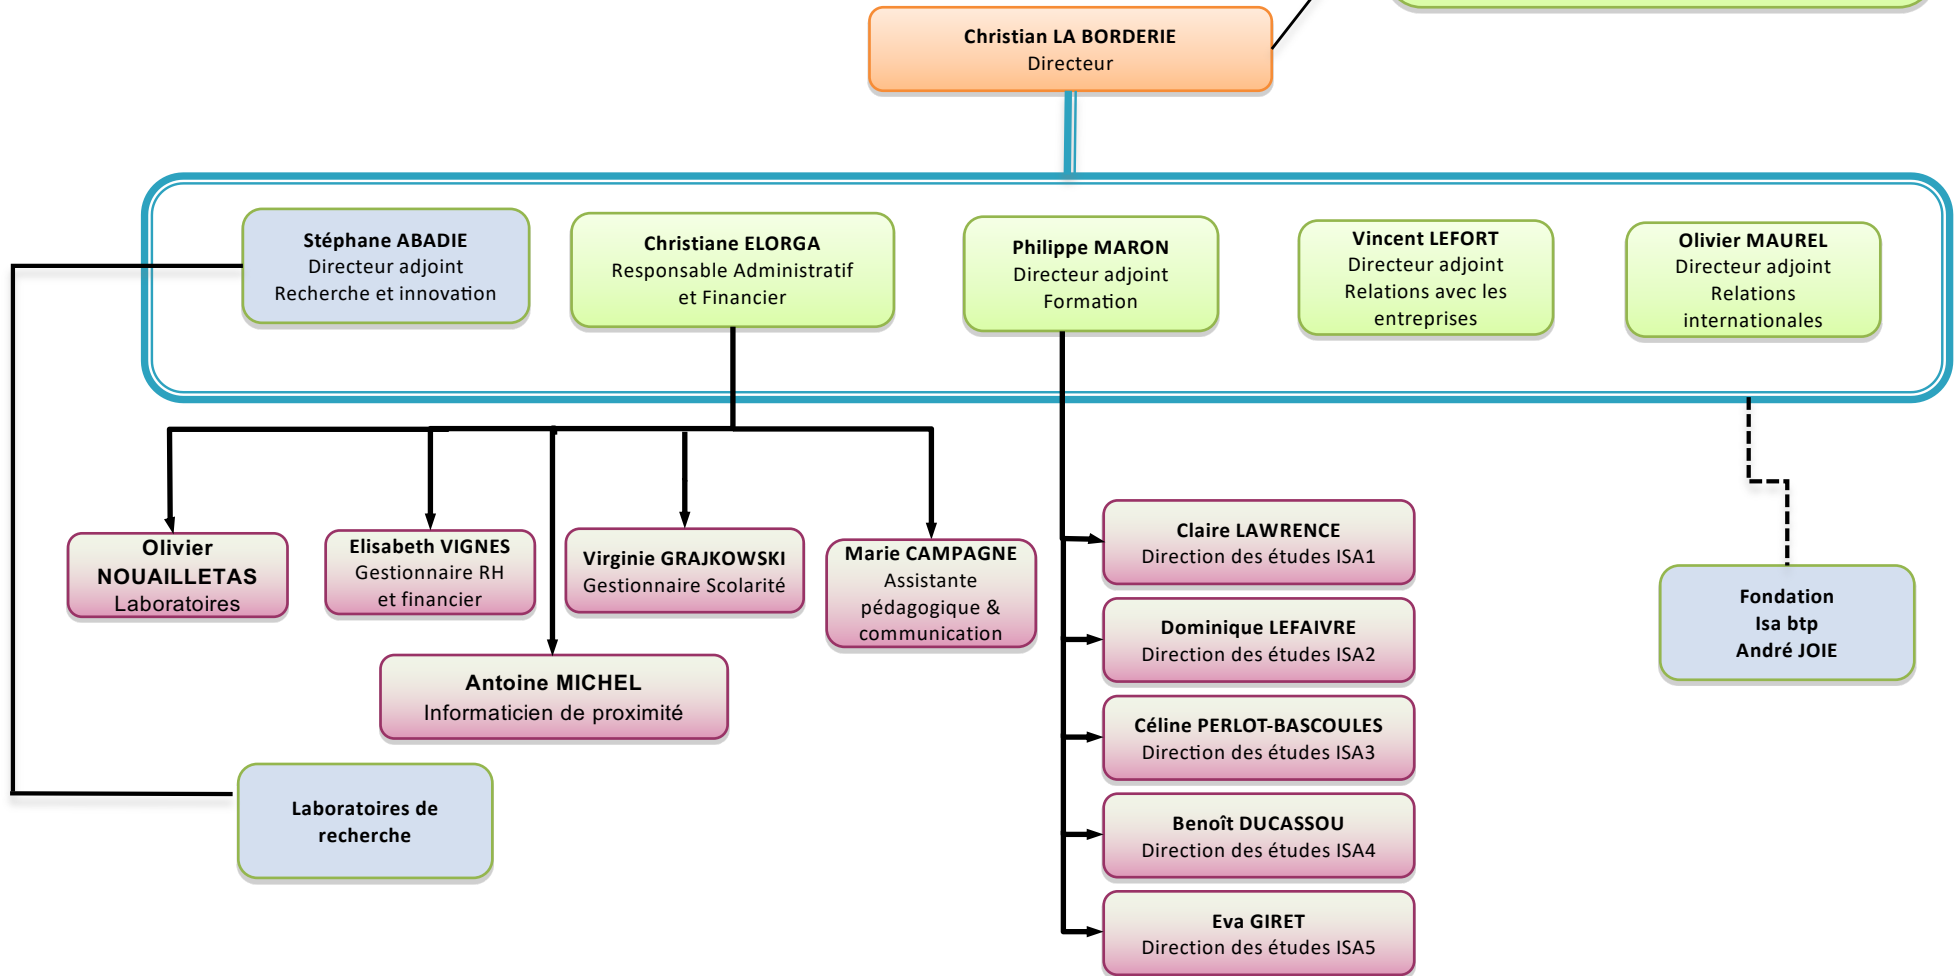 Christian LA BORDERIE
Directeur
Stéphane ABADIE
Directeur adjoint
Recherche et innovation
Christiane ELORGA
Responsable Administratif
et Financier
Philippe MARON
Directeur adjoint
Formation
Vincent LEFORT
Directeur adjoint
Relations avec les
entreprises
Olivier MAUREL
Directeur adjoint
Relations
internationales
Olivier
NOUAILLETAS
Laboratoires
Elisabeth VIGNES
Gestionnaire RH
et financier
Virginie GRAJKOWSKI
Gestionnaire Scolarité
Marie CAMPAGNE
Assistante
pédagogique &
communication
Antoine MICHEL
Informaticien de proximité
Laboratoires de
recherche
Claire LAWRENCE
Direction des études ISA1
Dominique LEFAIVRE
Direction des études ISA2
Céline PERLOT-BASCOULES
Direction des études ISA3
Benoît DUCASSOU
Direction des études ISA4
Eva GIRET
Direction des études ISA5
Fondation
Isa btp
André JOIE